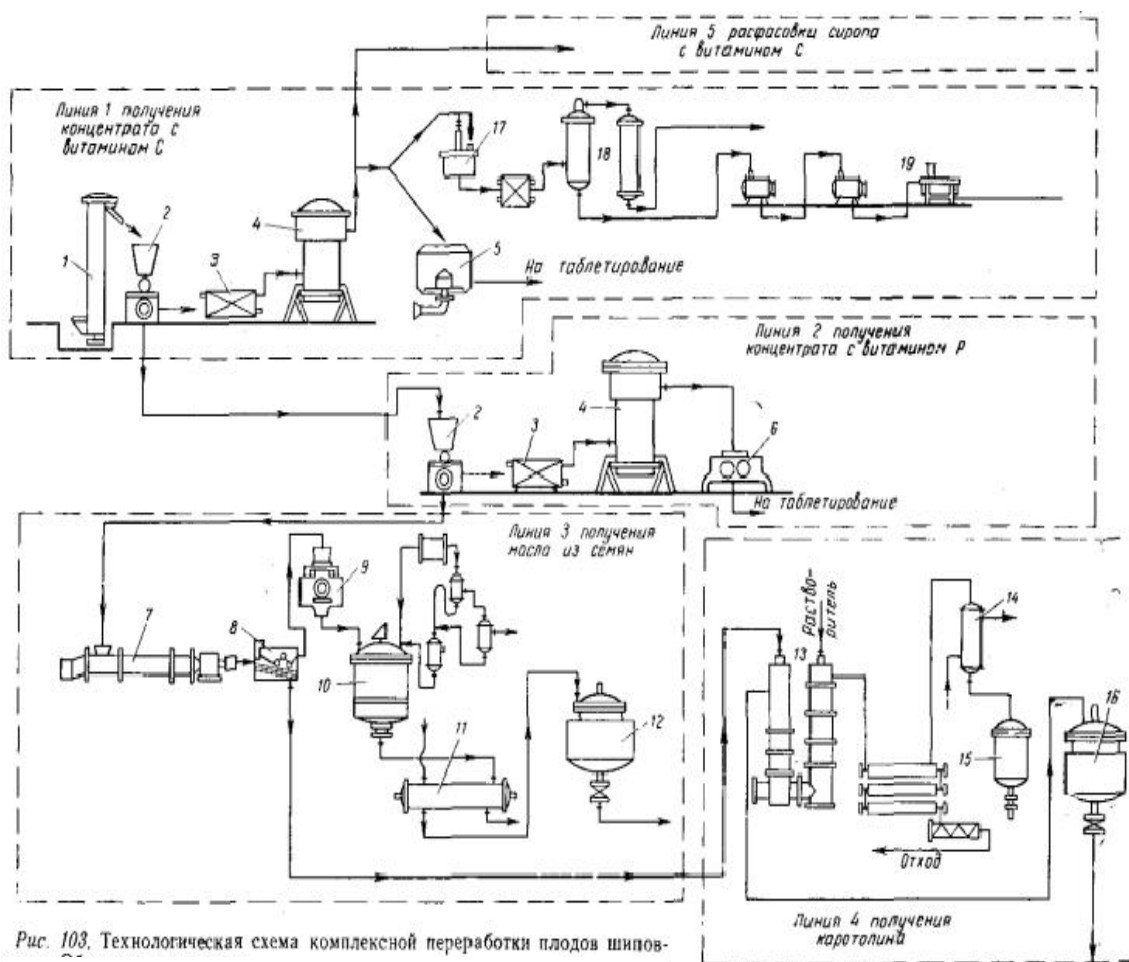 Линия 5 расфасовки сиропа
с витамином С
Линия 1 получения
концентрата с
витамином С
17
18
19
2
4
1
3
5
На таблетирование
Линия 2 получения
концентрата с витамином Р
2
4
3
6
На таблетирование
Линия 3 получения
масла из семян
9
8
7
10
11
12
Раство-
ритель
13
14
15
16
Отход
Линия 4 получения
каротолина
Рис. 103. Технологическая схема комплексной переработки плодов шипов-